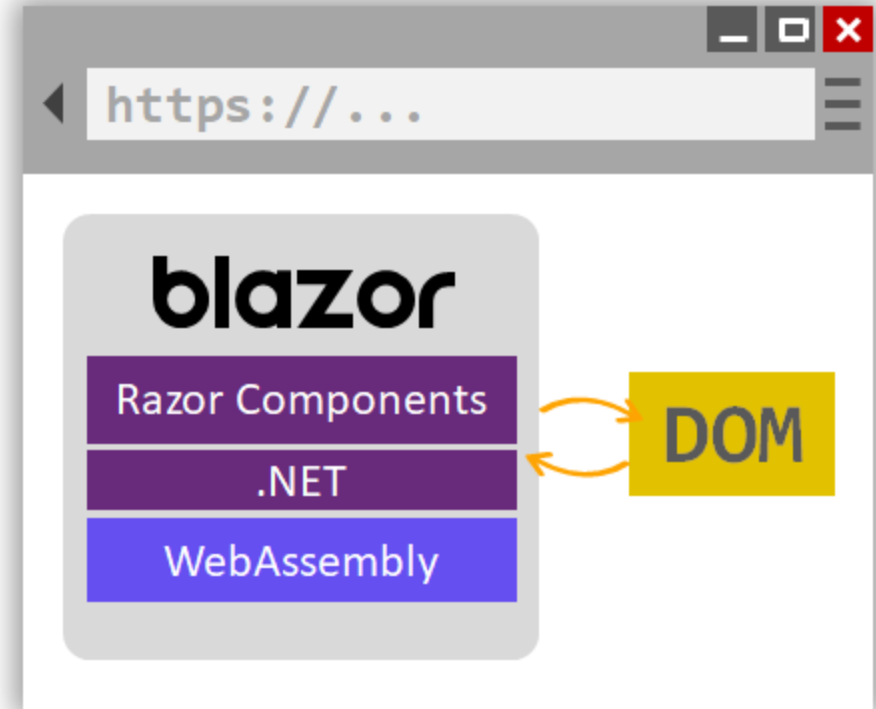 https://...
blazor
Razor Components
.NET
WebAssembly
DOM